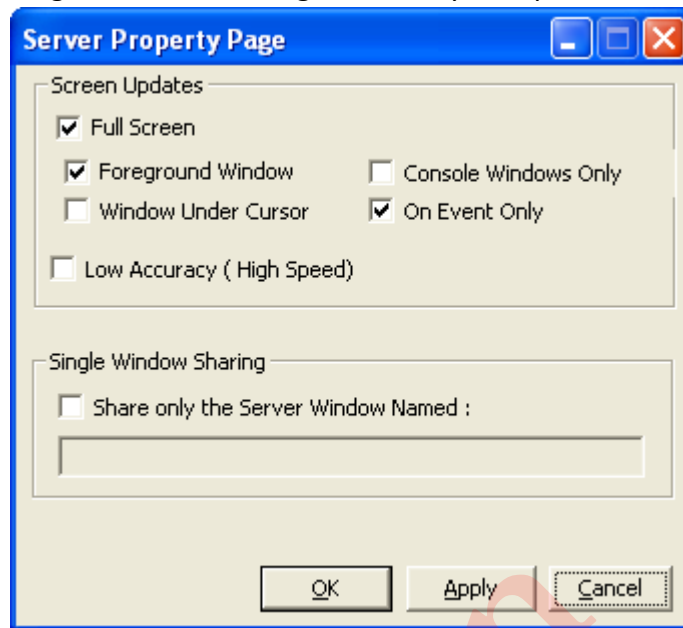 Server Property Page
Screen Updates
Full Screen
Foreground Window
Console Windows Only
Window Under Cursor
On Event Only
Low Accuracy ( High Speed)
Single Window Sharing
Share only the Server Window Named :
OK
Apply
Cancel